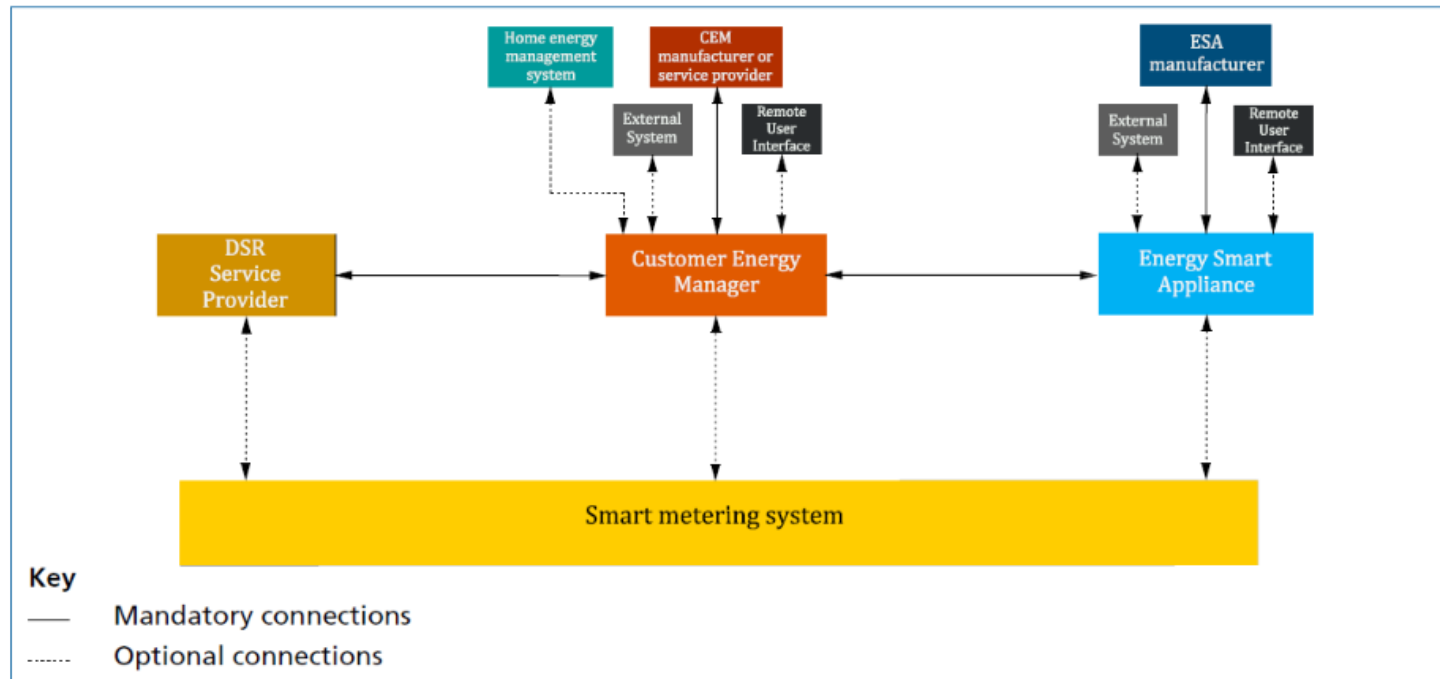 Home energy
management
system
CEM
manufacturer or
service provider
ESA
manufacturer
External
System
Remote
User
Interface
External
System
Remote
User
Interface
DSR
Service
Provider
Customer Energy
Manager
Energy Smart
Appliance
Smart metering system
Key
Mandatory connections
Optional connections